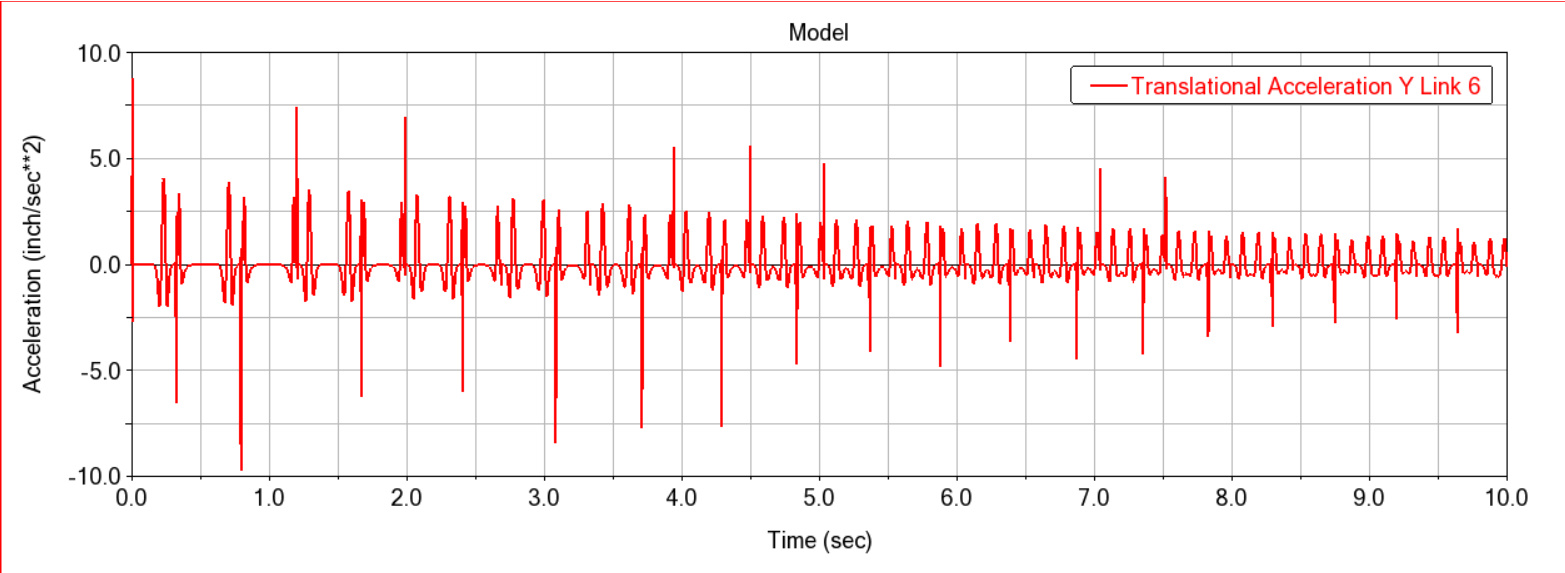 Model
Translational Acceleration Y Link 6
Acceleration (inch/sec**2)
10.0
5.0
0.0
-5.0
-10.0
0.0 1.0 2.0 3.0 4.0 5.0 6.0 7.0 8.0 9.0 10.0
Time (sec)